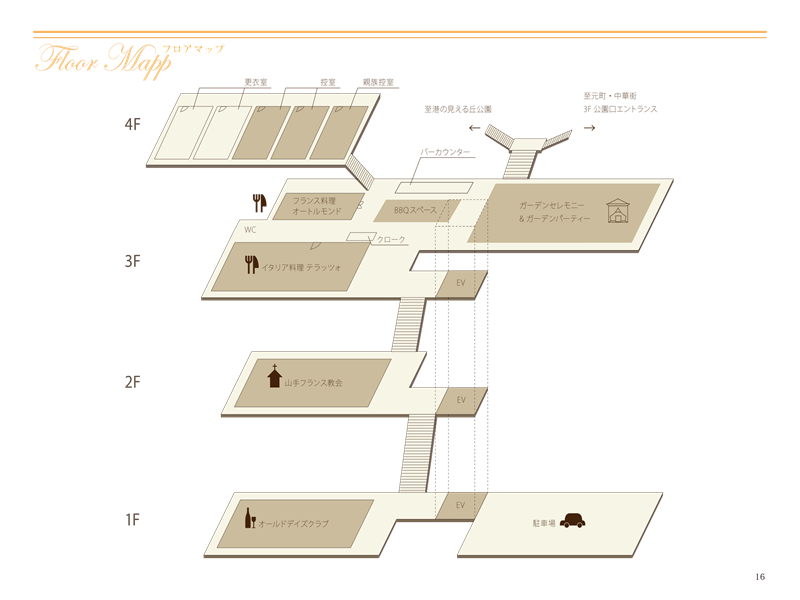 Floor Mapp
フロアマップ
更衣室
控室
親族控室
4F
至港の見える丘公園
至元町・中華街
3F 公園口エントランス
バーカウンター
フランス料理
オートルモンド
BBQスペース
ガーデンセレモニー
& ガーデンパーティー
WC
クローク
3F
イタリア料理 テラッツォ
EV
2F
山手フランス教会
EV
1F
オールドデイズクラブ
EV
駐車場
16